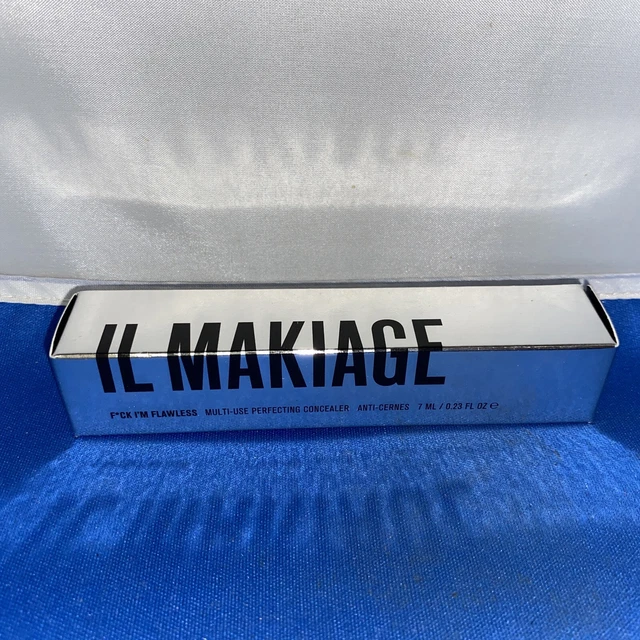 IL MAKIAGE
F*CK I'M FLAWLESS MULTI-USE PERFECTING CONCEALER ANTI-CERNES 7 ML / 0.23 FL OZ ℮